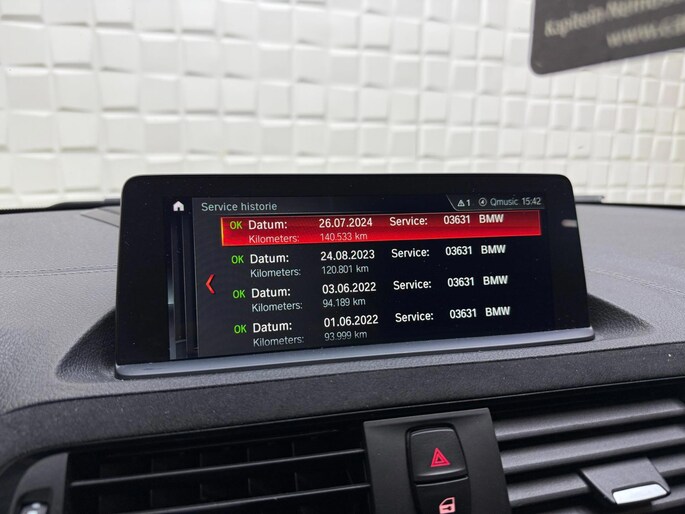 Kapitein
www.
Service historie
1 Qmusic 15:42
OK Datum: 26.07.2024 Service: 03631 BMW
Kilometers: 140.533 km
OK Datum: 24.08.2023 Service: 03631 BMW
Kilometers: 120.801 km
OK Datum: 03.06.2022 Service: 03631 BMW
Kilometers: 94.189 km
OK Datum: 01.06.2022 Service: 03631 BMW
Kilometers: 93.999 km